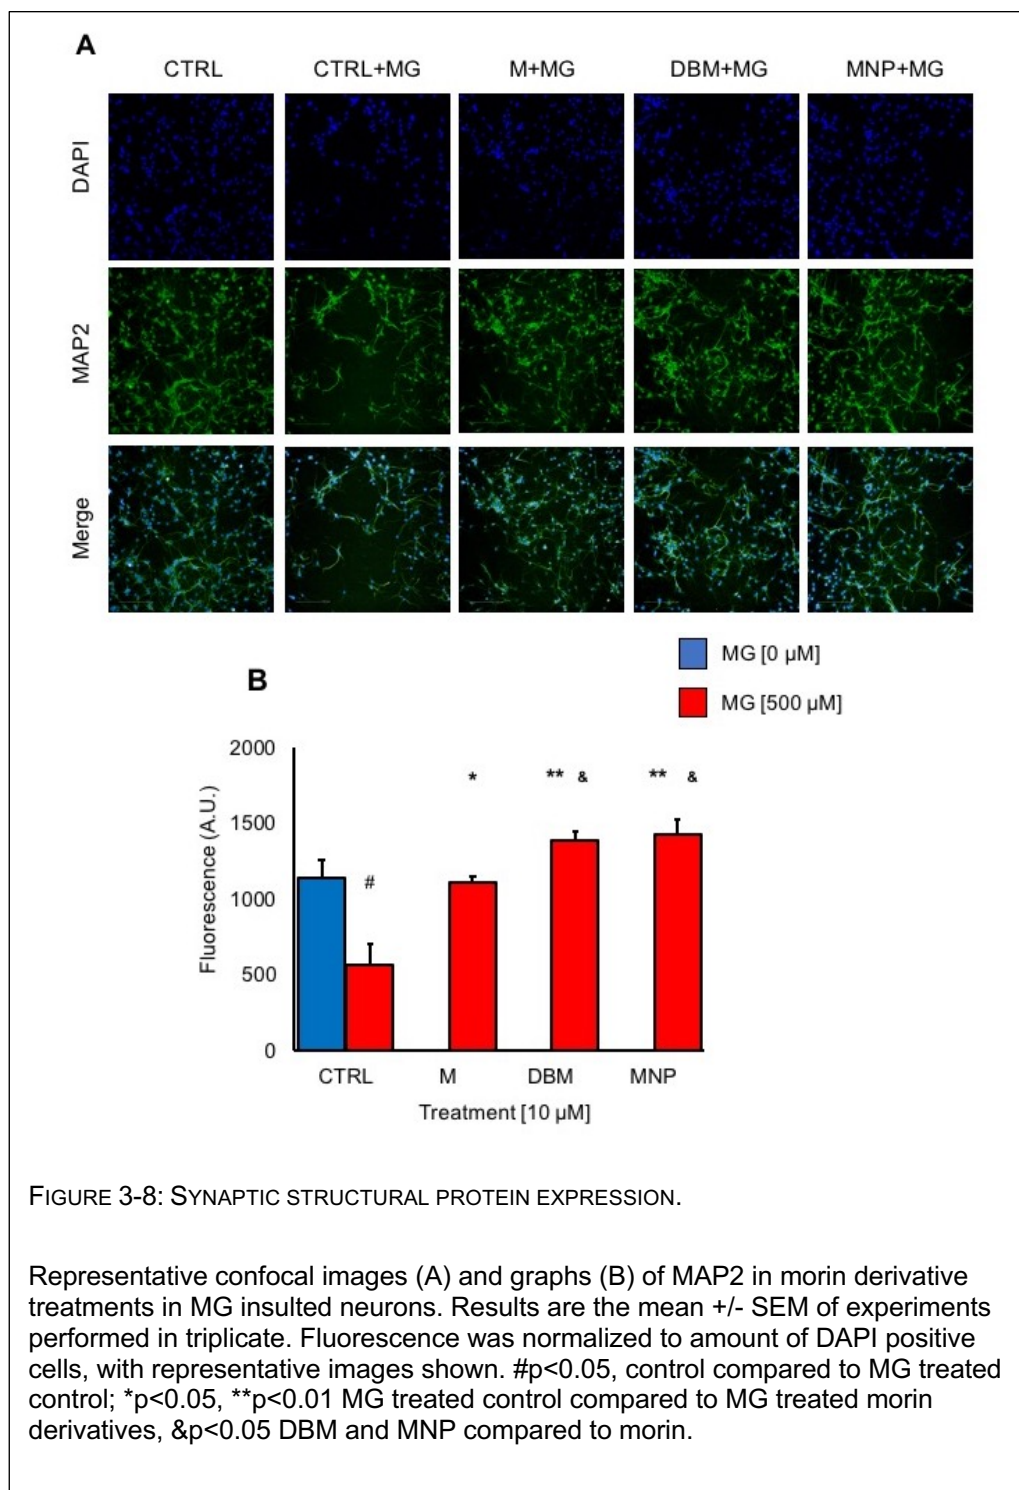 A
CTRL CTRL+MG M+MG DBM+MG MNP+MG
DAPI
MAP2
Merge
MG [0 µM]
MG [500 µM]
B
2000
1500
1000
500
0
Fluorescence (A.U.)
# * ** & ** &
CTRL M DBM MNP
Treatment [10 µM]
FIGURE 3-8: SYNAPTIC STRUCTURAL PROTEIN EXPRESSION.
Representative confocal images (A) and graphs (B) of MAP2 in morin derivative
treatments in MG insulted neurons. Results are the mean +/- SEM of experiments
performed in triplicate. Fluorescence was normalized to amount of DAPI positive
cells, with representative images shown. #p<0.05, control compared to MG treated
control; *p<0.05, **p<0.01 MG treated control compared to MG treated morin
derivatives, &p<0.05 DBM and MNP compared to morin.